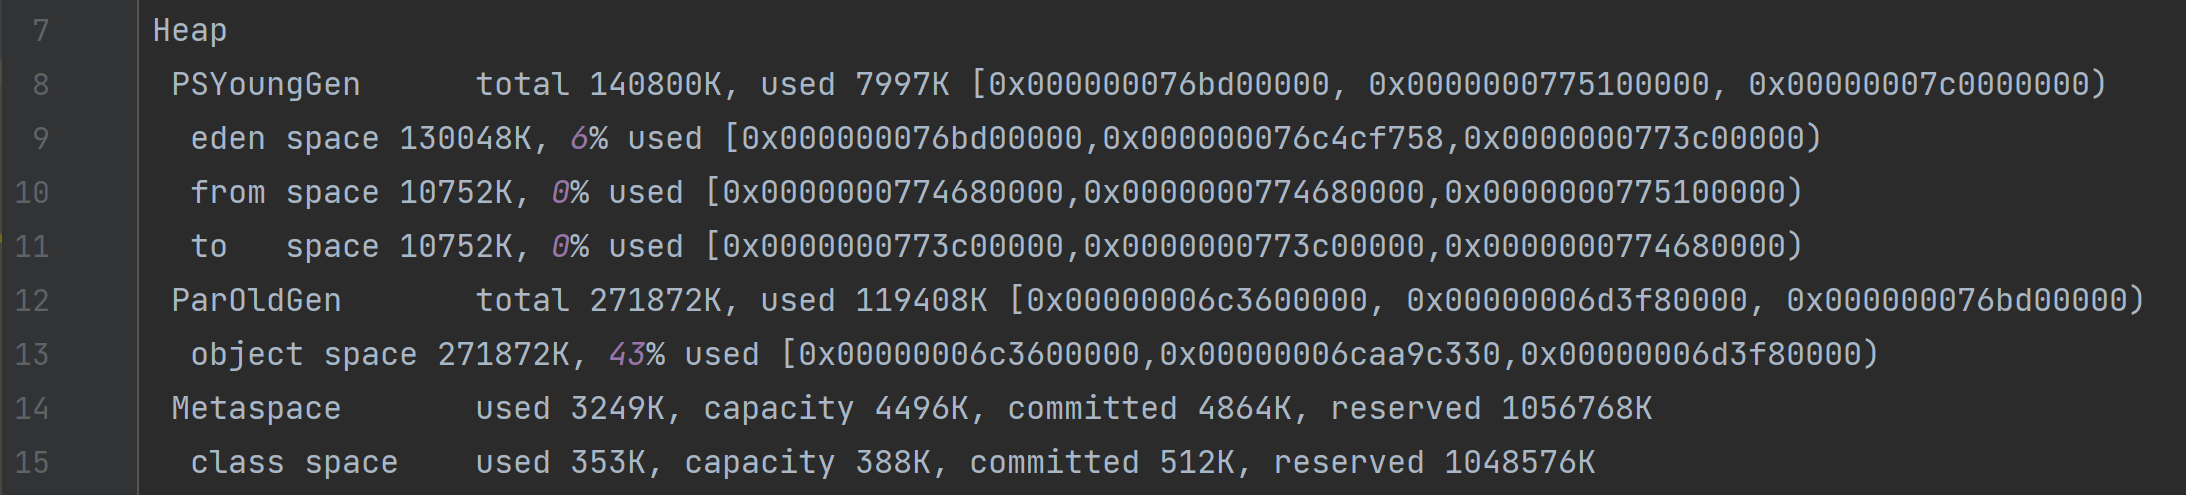 7 Heap
8 PSYoungGen      total 140800K, used 7997K [0x000000076bd00000, 0x0000000775100000, 0x00000007c0000000)
9 eden space 130048K, 6% used [0x000000076bd00000,0x000000076c4cf758,0x0000000773c00000)
10 from space 10752K, 0% used [0x0000000774680000,0x0000000774680000,0x0000000775100000)
11 to   space 10752K, 0% used [0x0000000773c00000,0x0000000773c00000,0x0000000774680000)
12 ParOldGen       total 271872K, used 119408K [0x00000006c3600000, 0x00000006d3f80000, 0x000000076bd00000)
13 object space 271872K, 43% used [0x00000006c3600000,0x00000006caa9c330,0x00000006d3f80000)
14 Metaspace       used 3249K, capacity 4496K, committed 4864K, reserved 1056768K
15 class space    used 353K, capacity 388K, committed 512K, reserved 1048576K